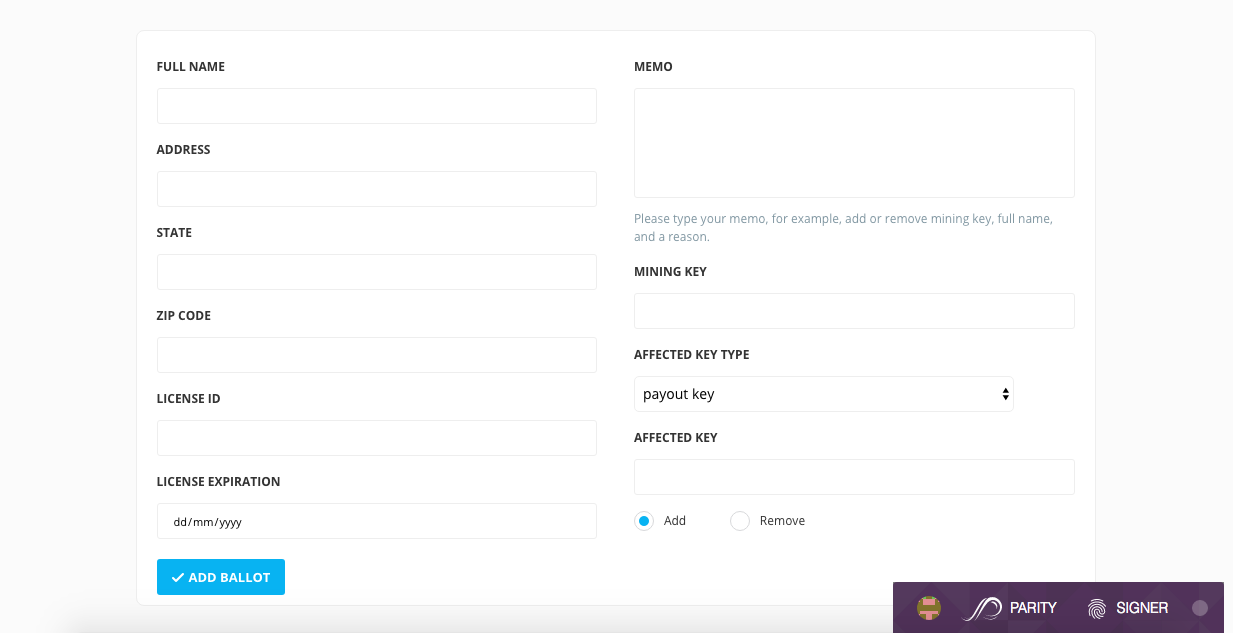 FULL NAME
ADDRESS
STATE
ZIP CODE
LICENSE ID
LICENSE EXPIRATION
dd/mm/yyyy
ADD BALLOT
MEMO
Please type your memo, for example, add or remove mining key, full name,
and a reason.
MINING KEY
AFFECTED KEY TYPE
payout key
AFFECTED KEY
Add Remove
PARITY SIGNER